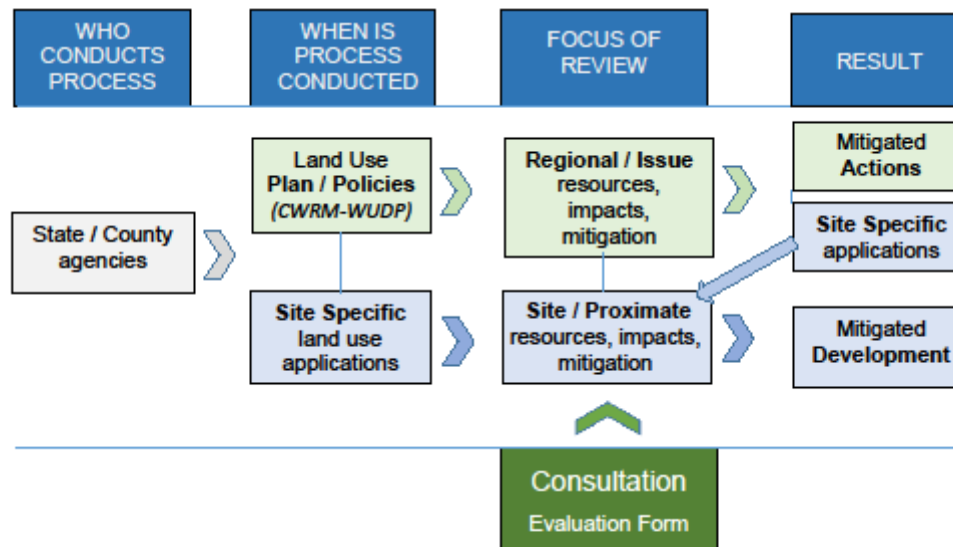 WHO
CONDUCTS
PROCESS
WHEN IS
PROCESS
CONDUCTED
FOCUS OF
REVIEW
RESULT
State / County
agencies
Land Use
Plan / Policies
(CWRM-WUDP)
Regional / Issue
resources,
impacts,
mitigation
Mitigated
Actions
Site Specific
applications
Site Specific
land use
applications
Site / Proximate
resources, impacts,
mitigation
Mitigated
Development
Consultation
Evaluation Form